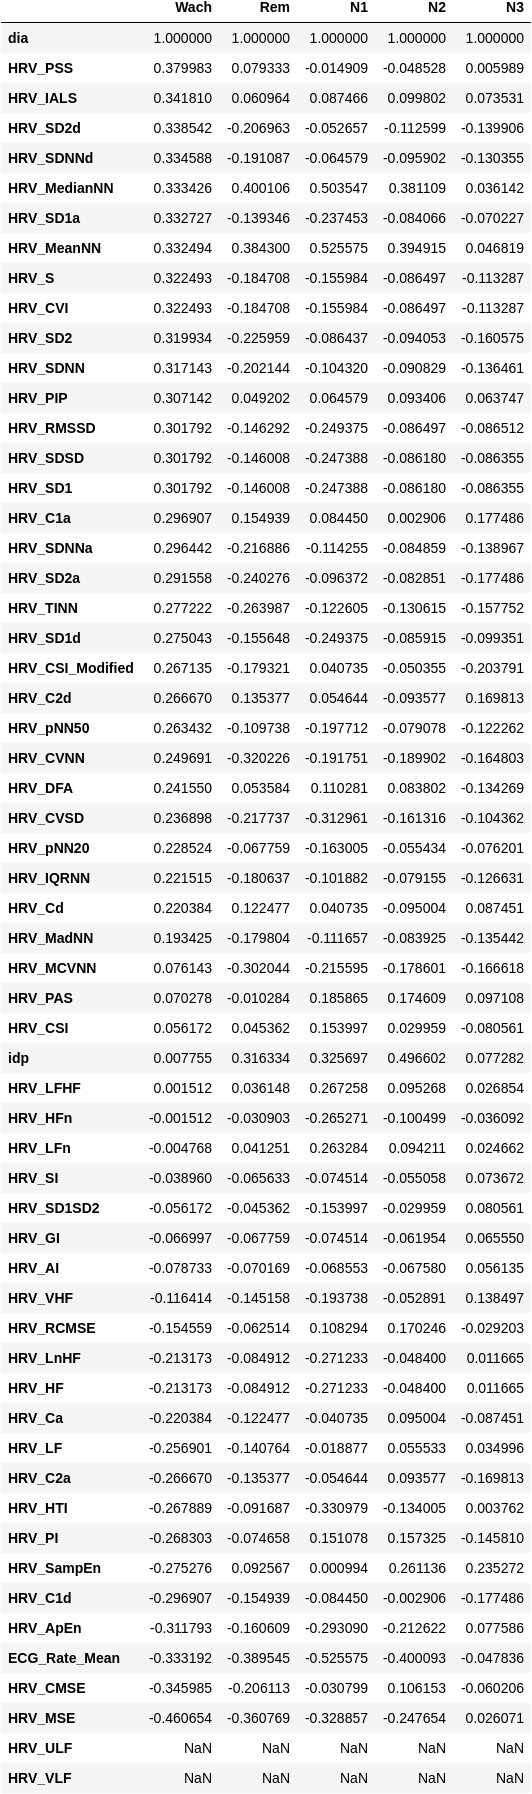 Wach Rem N1 N2 N3
dia 1.000000 1.000000 1.000000 1.000000 1.000000
HRV_PSS 0.379983 0.079333 -0.014909 -0.048528 0.005989
HRV_IALS 0.341810 0.060964 0.087466 0.099802 0.073531
HRV_SD2d 0.338542 -0.206963 -0.052657 -0.112599 -0.139906
HRV_SDNNd 0.334588 -0.191087 -0.064579 -0.095902 -0.130355
HRV_MedianNN 0.333426 0.400106 0.503547 0.381109 0.036142
HRV_SD1a 0.332727 -0.139346 -0.237453 -0.084066 -0.070227
HRV_MeanNN 0.332494 0.384300 0.525575 0.394915 0.046819
HRV_S 0.322493 -0.184708 -0.155984 -0.086497 -0.113287
HRV_CVI 0.322493 -0.184708 -0.155984 -0.086497 -0.113287
HRV_SD2 0.319934 -0.225959 -0.086437 -0.094053 -0.160575
HRV_SDNN 0.317143 -0.202144 -0.104320 -0.090829 -0.136461
HRV_PIP 0.307142 0.049202 0.064579 0.093406 0.063747
HRV_RMSSD 0.301792 -0.146292 -0.249375 -0.086497 -0.086512
HRV_SDSD 0.301792 -0.146008 -0.247388 -0.086180 -0.086355
HRV_SD1 0.301792 -0.146008 -0.247388 -0.086180 -0.086355
HRV_C1a 0.296907 0.154939 0.084450 0.002906 0.177486
HRV_SDNNa 0.296442 -0.216886 -0.114255 -0.084859 -0.138967
HRV_SD2a 0.291558 -0.240276 -0.096372 -0.082851 -0.177486
HRV_TINN 0.277222 -0.263987 -0.122605 -0.130615 -0.157752
HRV_SD1d 0.275043 -0.155648 -0.249375 -0.085915 -0.099351
HRV_CSI_Modified 0.267135 -0.179321 0.040735 -0.050355 -0.203791
HRV_C2d 0.266670 0.135377 0.054644 -0.093577 0.169813
HRV_pNN50 0.263432 -0.109738 -0.197712 -0.079078 -0.122262
HRV_CVNN 0.249691 -0.320226 -0.191751 -0.189902 -0.164803
HRV_DFA 0.241550 0.053584 0.110281 0.083802 -0.134269
HRV_CVSD 0.236898 -0.217737 -0.312961 -0.161316 -0.104362
HRV_pNN20 0.228524 -0.067759 -0.163005 -0.055434 -0.076201
HRV_IQRNN 0.221515 -0.180637 -0.101882 -0.079155 -0.126631
HRV_Cd 0.220384 0.122477 0.040735 -0.095004 0.087451
HRV_MadNN 0.193425 -0.179804 -0.111657 -0.083925 -0.135442
HRV_MCVNN 0.076143 -0.302044 -0.215595 -0.178601 -0.166618
HRV_PAS 0.070278 -0.010284 0.185865 0.174609 0.097108
HRV_CSI 0.056172 0.045362 0.153997 0.029959 -0.080561
idp 0.007755 0.316334 0.325697 0.496602 0.077282
HRV_LFHF 0.001512 0.036148 0.267258 0.095268 0.026854
HRV_HFn -0.001512 -0.030903 -0.265271 -0.100499 -0.036092
HRV_LFn -0.004768 0.041251 0.263284 0.094211 0.024662
HRV_SI -0.038960 -0.065633 -0.074514 -0.055058 0.073672
HRV_SD1SD2 -0.056172 -0.045362 -0.153997 -0.029959 0.080561
HRV_GI -0.066997 -0.067759 -0.074514 -0.061954 0.065550
HRV_AI -0.078733 -0.070169 -0.068553 -0.067580 0.056135
HRV_VHF -0.116414 -0.145158 -0.193738 -0.052891 0.138497
HRV_RCMSE -0.154559 -0.062514 0.108294 0.170246 -0.029203
HRV_LnHF -0.213173 -0.084912 -0.271233 -0.048400 0.011665
HRV_HF -0.213173 -0.084912 -0.271233 -0.048400 0.011665
HRV_Ca -0.220384 -0.122477 -0.040735 0.095004 -0.087451
HRV_LF -0.256901 -0.140764 -0.018877 0.055533 0.034996
HRV_C2a -0.266670 -0.135377 -0.054644 0.093577 -0.169813
HRV_HTI -0.267889 -0.091687 -0.330979 -0.134005 0.003762
HRV_PI -0.268303 -0.074658 0.151078 0.157325 -0.145810
HRV_SampEn -0.275276 0.092567 0.000994 0.261136 0.235272
HRV_C1d -0.296907 -0.154939 -0.084450 -0.002906 -0.177486
HRV_ApEn -0.311793 -0.160609 -0.293090 -0.212622 0.077586
ECG_Rate_Mean -0.333192 -0.389545 -0.525575 -0.400093 -0.047836
HRV_CMSE -0.345985 -0.206113 -0.030799 0.106153 -0.060206
HRV_MSE -0.460654 -0.360769 -0.328857 -0.247654 0.026071
HRV_ULF NaN NaN NaN NaN NaN
HRV_VLF NaN NaN NaN NaN NaN